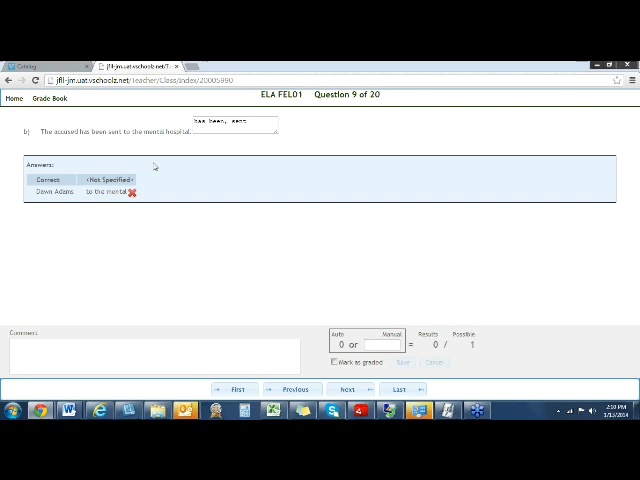 Catalog
jfll-jm.uat.vschoolz.net/T
jfll-jm.uat.vschoolz.net/Teacher/Class/Index/20005990
Home Grade Book
ELA FEL01 Question 9 of 20
b) The accused has been sent to the mental hospital.
has been, sent
Answers:
Correct <Not Specified>
Dawn Adams to the mental
Comment
Auto Manual Results Possible
0 or = 0 / 1
Mark as graded Save Cancel
First Previous Next Last
2:10 PM
1/13/2014